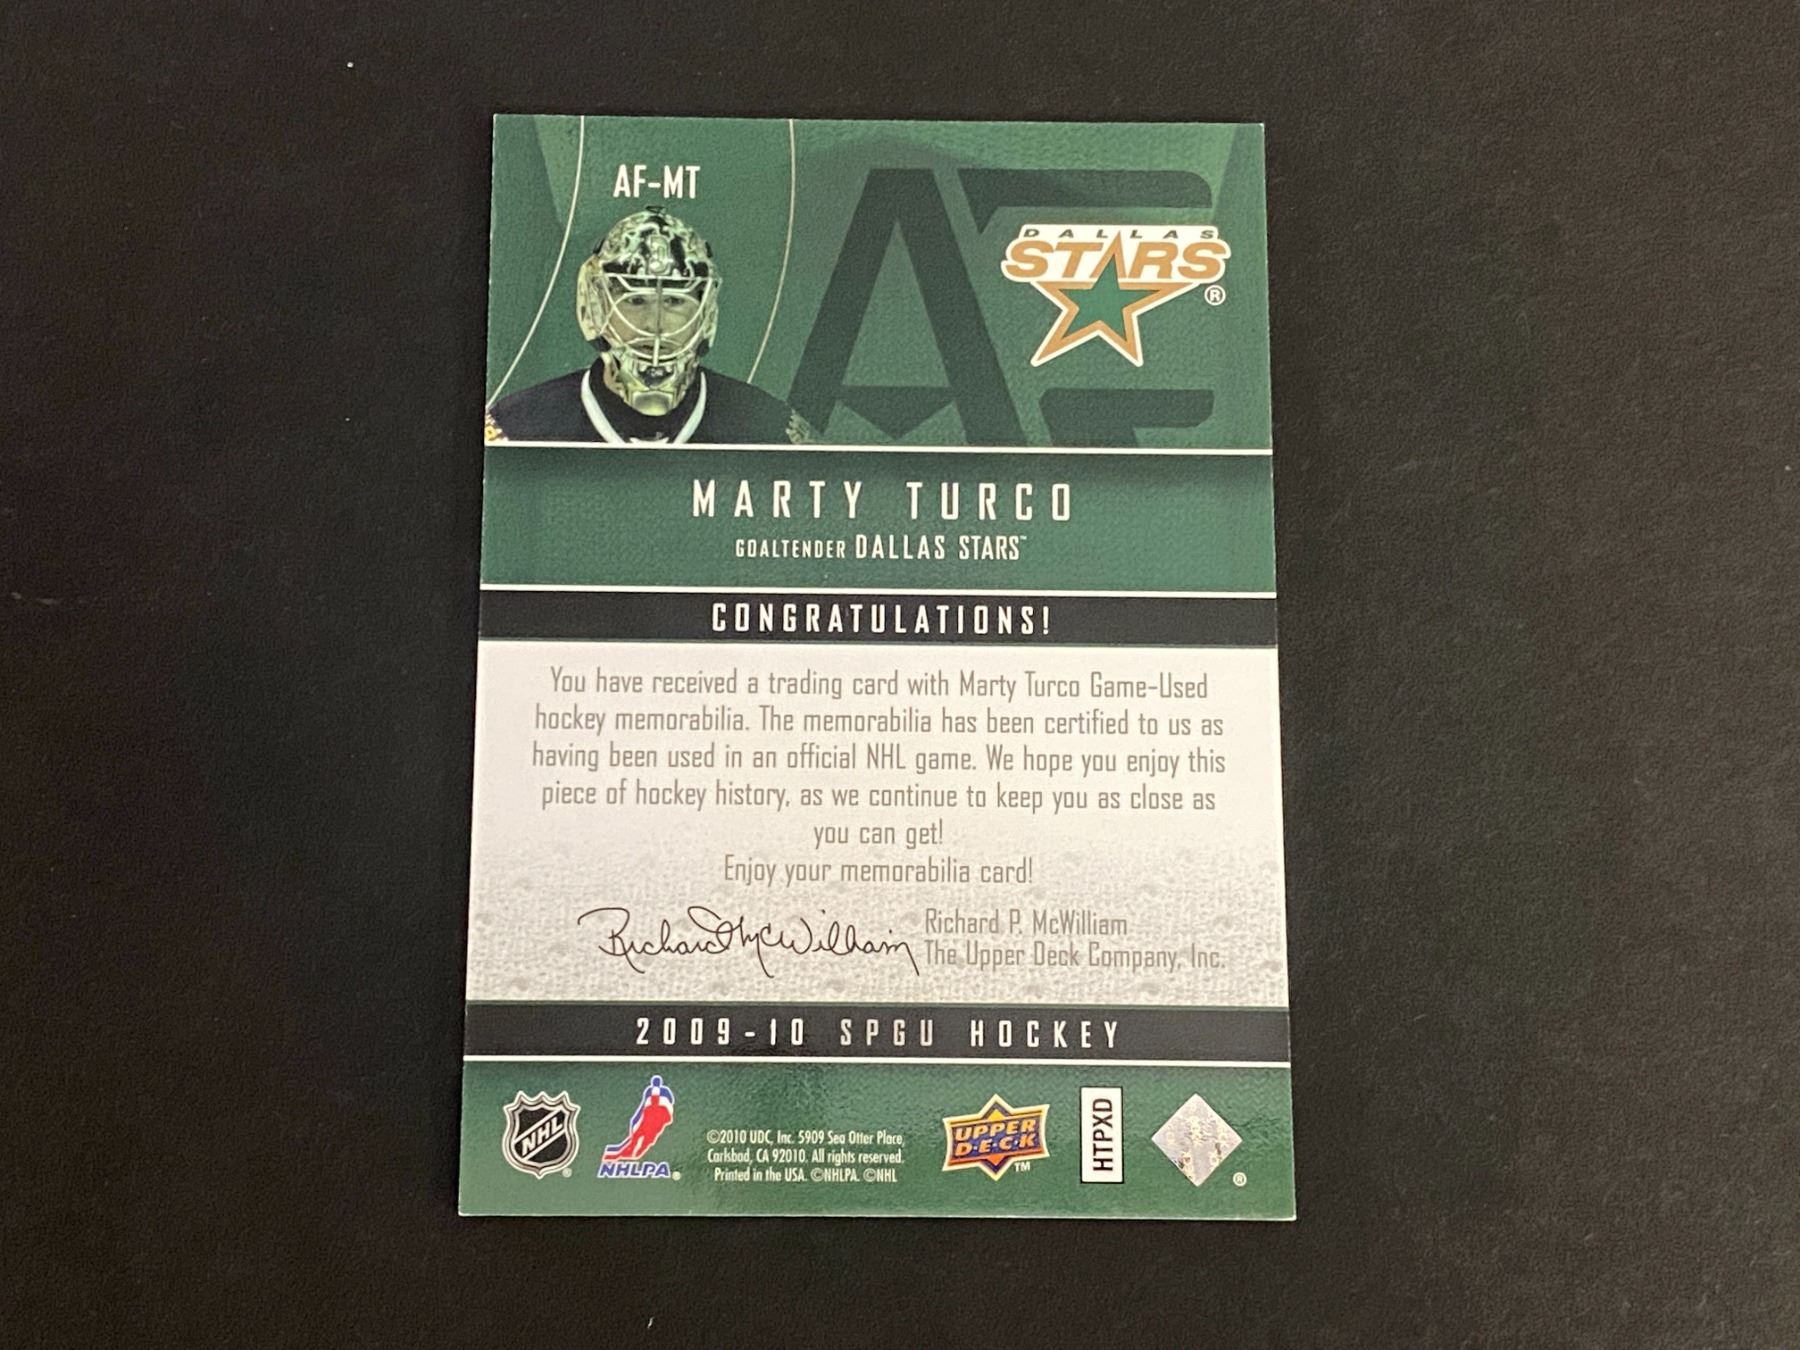 AF-MT
AF
DALLAS
STARS
®
MARTY TURCO
GOALTENDER DALLAS STARS™
CONGRATULATIONS!
You have received a trading card with Marty Turco Game-Used
hockey memorabilia. The memorabilia has been certified to us as
having been used in an official NHL game. We hope you enjoy this
piece of hockey history, as we continue to keep you as close as
you can get!
Enjoy your memorabilia card!
Richard McWilliam
Richard P. McWilliam
The Upper Deck Company, Inc.
2009-10 SPGU HOCKEY
NHL ®
NHLPA ®
©2010 UDC, Inc. 5909 Sea Otter Place,
Carlsbad, CA 92010. All rights reserved.
Printed in the USA. ©NHLPA. ©NHL
UPPER
D·E·C·K
™
HTPXD
®